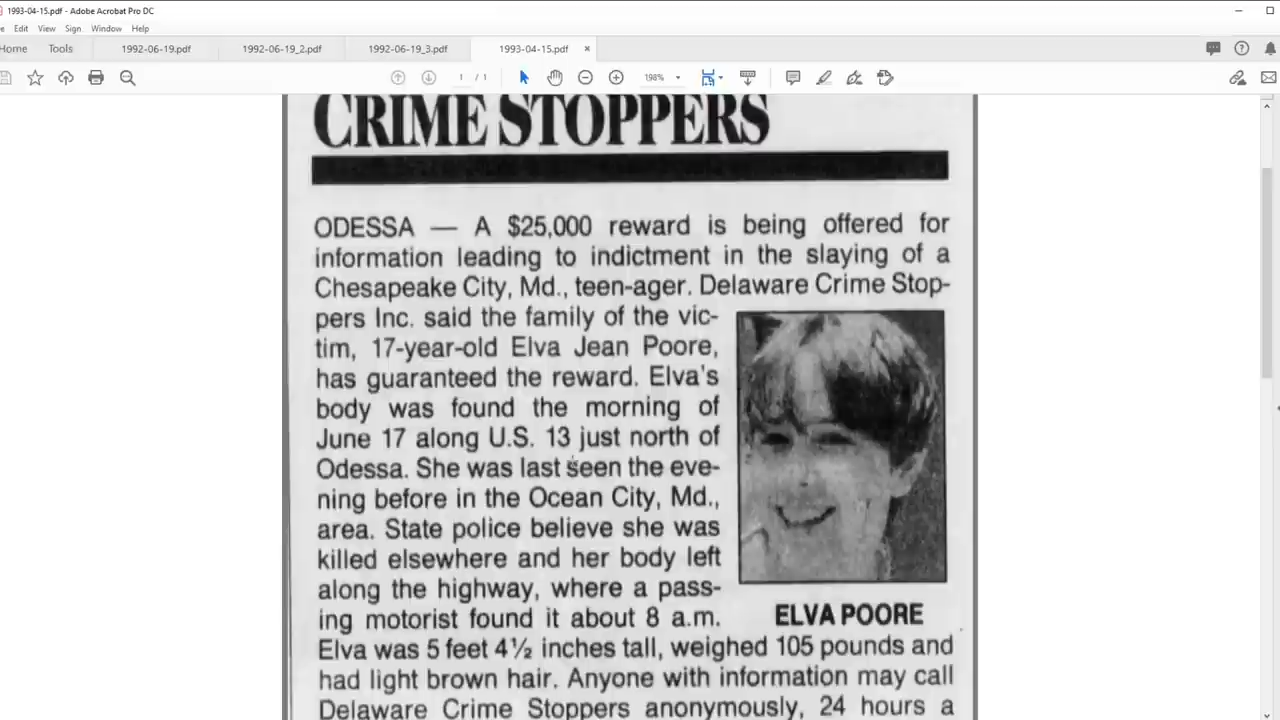 1993-04-15.pdf - Adobe Acrobat Pro DC
Edit View Sign Window Help
Home Tools 1992-06-19.pdf 1992-06-19_2.pdf 1992-06-19_3.pdf 1993-04-15.pdf ×
1 / 1 198%
CRIME STOPPERS
ODESSA — A $25,000 reward is being offered for
information leading to indictment in the slaying of a
Chesapeake City, Md., teen-ager. Delaware Crime Stop-
pers Inc. said the family of the vic-
tim, 17-year-old Elva Jean Poore,
has guaranteed the reward. Elva's
body was found the morning of
June 17 along U.S. 13 just north of
Odessa. She was last seen the eve-
ning before in the Ocean City, Md.,
area. State police believe she was
killed elsewhere and her body left
along the highway, where a pass-
ing motorist found it about 8 a.m.
ELVA POORE
Elva was 5 feet 4½ inches tall, weighed 105 pounds and
had light brown hair. Anyone with information may call
Delaware Crime Stoppers anonymously, 24 hours a